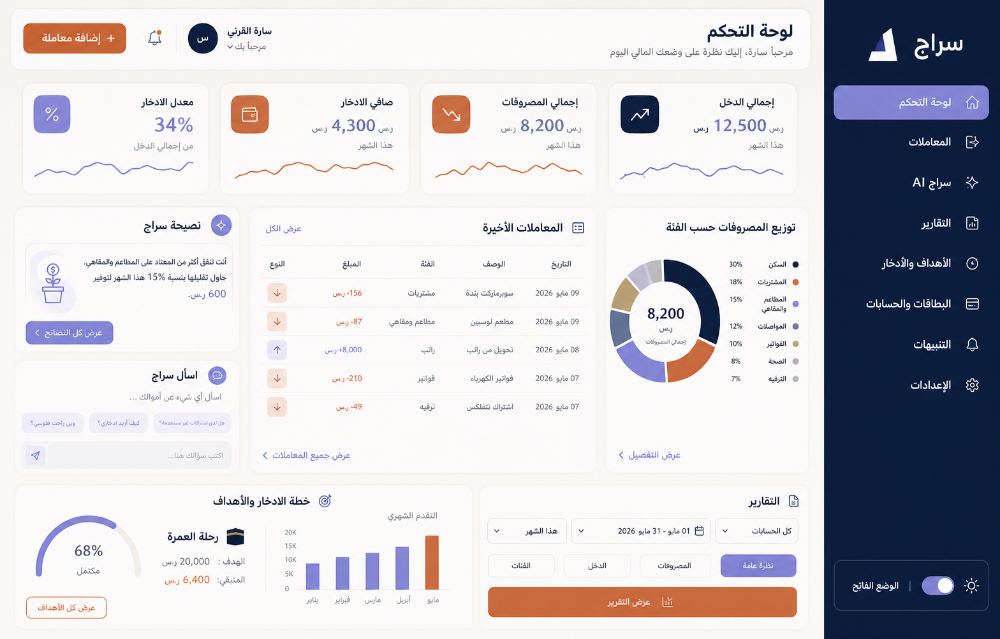 سراج
لوحة التحكم
المعاملات
سراج AI
التقارير
الأهداف والأدخار
البطاقات والحسابات
التنبيهات
الإعدادات
الوضع الفاتح
لوحة التحكم
مرحباً سارة، إليك نظرة على وضعك المالي اليوم
سارة القرني
مرحباً بك
س
+ إضافة معاملة
إجمالي الدخل
ر.س 12,500 ر.س
هذا الشهر
إجمالي المصروفات
ر.س 8,200 ر.س
هذا الشهر
صافي الادخار
ر.س 4,300 ر.س
هذا الشهر
معدل الادخار
34%
من إجمالي الدخل
%
توزيع المصروفات حسب الفئة
السكن 30%
المشتريات 18%
المطاعم والمقاهي 15%
المواصلات 12%
الفواتير 10%
الصحة 8%
الترفيه 7%
8,200
ر.س
إجمالي المصروفات
عرض التفصيل
المعاملات الأخيرة
عرض الكل
التاريخ الوصف الفئة المبلغ النوع
09 مايو 2026 سوبرماركت بندة مشتريات -156 ر.س
09 مايو 2026 مطعم لوسبين مطاعم ومقاهي -87 ر.س
08 مايو 2026 تحويل من راتب راتب +8,000 ر.س
07 مايو 2026 فواتير الكهرباء فواتير -210 ر.س
07 مايو 2026 اشتراك نتفلكس ترفيه -49 ر.س
عرض جميع المعاملات
نصيحة سراج
أنت تنفق أكثر من المعتاد على المطاعم والمقاهي.
حاول تقليلها بنسبة 15% هذا الشهر لتوفير
600 ر.س.
$
عرض كل النصائح
اسأل سراج
اسأل أي شيء عن أموالك ...
هل لدي اشتراكات غير مستخدمة؟
كيف أزيد ادخاري؟
وين راحت فلوسي؟
اكتب سؤالك هنا...
التقارير
كل الحسابات
01 مايو - 31 مايو 2026
هذا الشهر
نظرة عامة
المصروفات
الدخل
الفئات
عرض التقرير
خطة الادخار والأهداف
التقدم الشهري
20K
15K
10K
5K
0
مايو أبريل مارس فبراير يناير
رحلة العمرة
الهدف : 20,000 ر.س
المتبقي: 6,400 ر.س
68%
مكتمل
عرض كل الأهداف